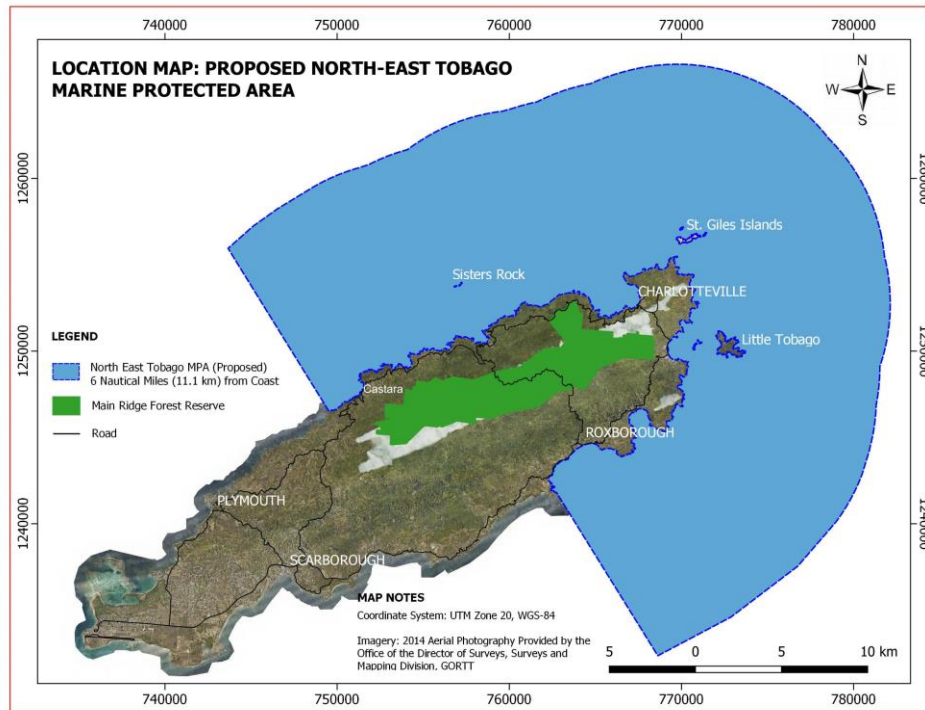 740000
750000
760000
770000
780000
LOCATION MAP: PROPOSED NORTH-EAST TOBAGO
MARINE PROTECTED AREA
N
W E
S
1260000
1260000
St. Giles Islands
Sisters Rock
CHARLOTTEVILLE
LEGEND
1250000
1250000
Little Tobago
North East Tobago MPA (Proposed)
6 Nautical Miles (11.1 km) from Coast
Castara
Main Ridge Forest Reserve
Road
ROXBOROUGH
PLYMOUTH
1240000
1240000
SCARBOROUGH
MAP NOTES
Coordinate System: UTM Zone 20, WGS-84
Imagery: 2014 Aerial Photography Provided by the
Office of the Director of Surveys, Surveys and
Mapping Division, GORTT
5 0 5 10 km
740000
750000
760000
770000
780000